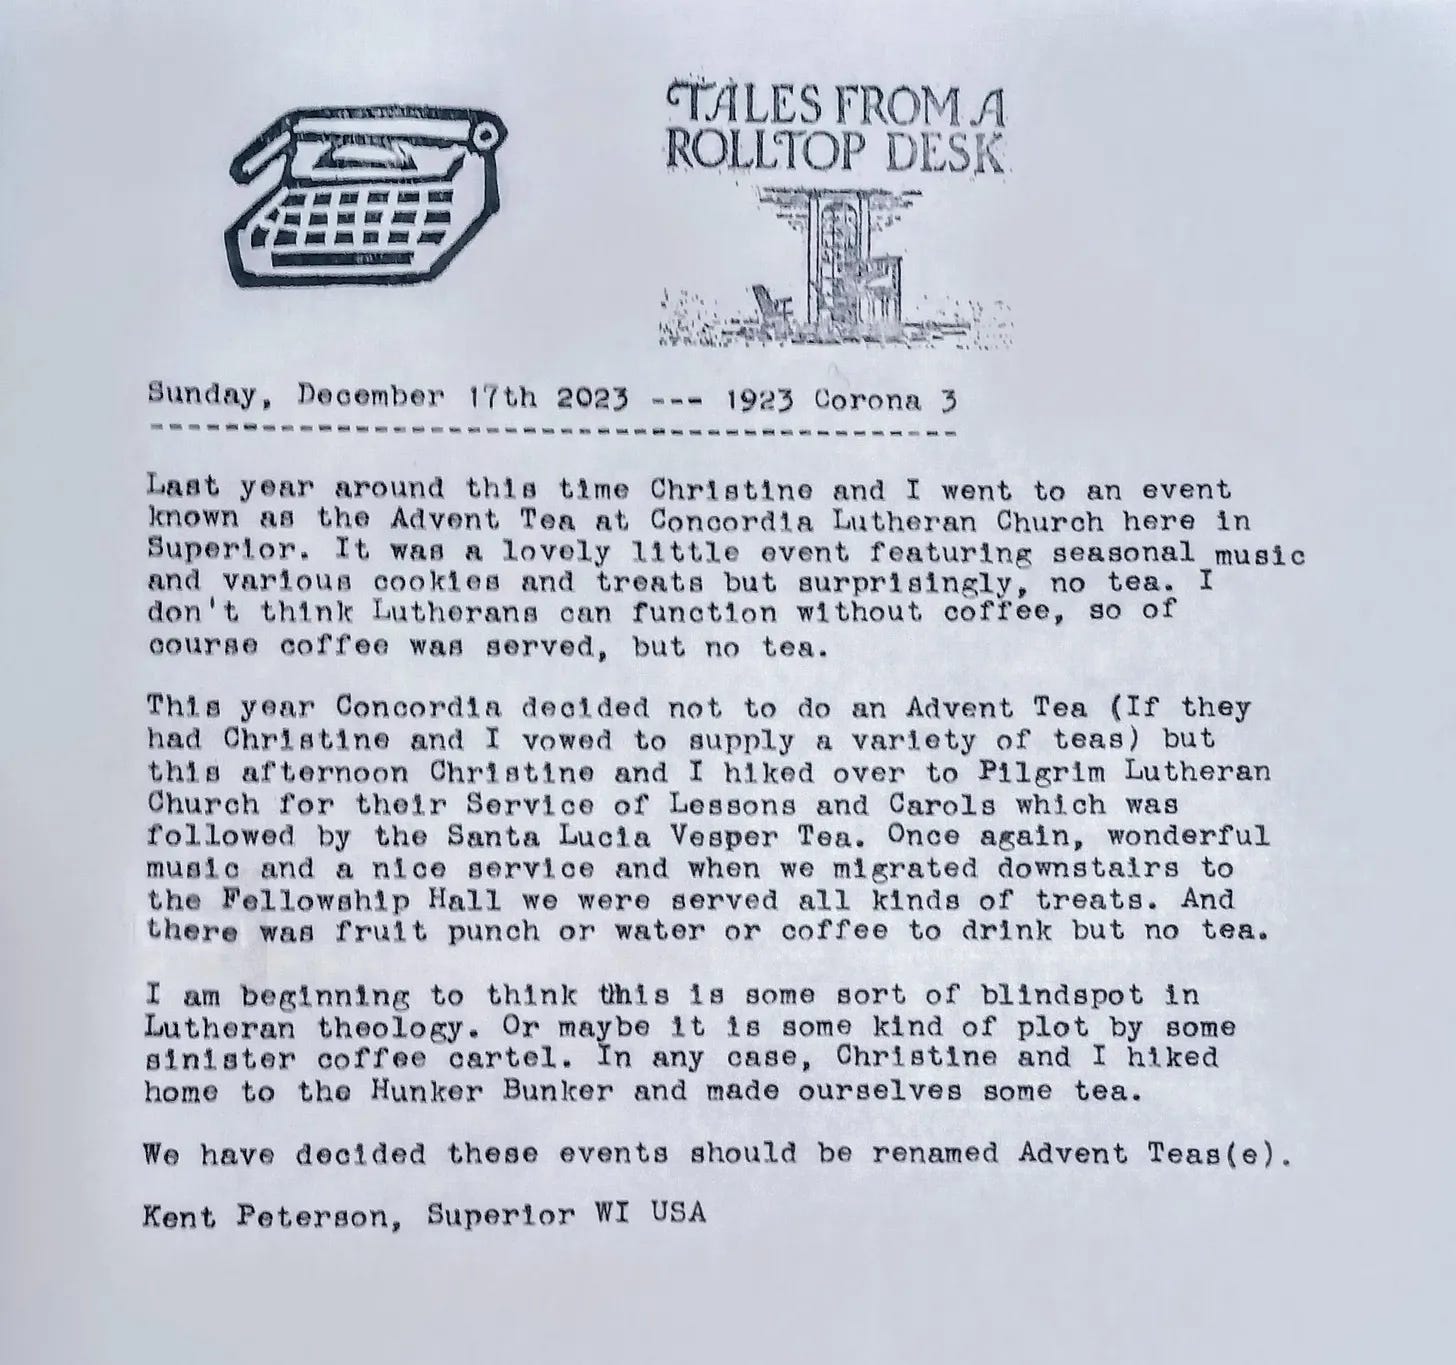 TALES FROM A
ROLLTOP DESK
Sunday, December 17th 2023 --- 1923 Corona 3
---------------------------------------------
Last year around this time Christine and I went to an event
known as the Advent Tea at Concordia Lutheran Church here in
Superior. It was a lovely little event featuring seasonal music
and various cookies and treats but surprisingly, no tea. I
don't think Lutherans can function without coffee, so of
course coffee was served, but no tea.
This year Concordia decided not to do an Advent Tea (If they
had Christine and I vowed to supply a variety of teas) but
this afternoon Christine and I hiked over to Pilgrim Lutheran
Church for their Service of Lessons and Carols which was
followed by the Santa Lucia Vesper Tea. Once again, wonderful
music and a nice service and when we migrated downstairs to
the Fellowship Hall we were served all kinds of treats. And
there was fruit punch or water or coffee to drink but no tea.
I am beginning to think this is some sort of blindspot in
Lutheran theology. Or maybe it is some kind of plot by some
sinister coffee cartel. In any case, Christine and I hiked
home to the Hunker Bunker and made ourselves some tea.
We have decided these events should be renamed Advent Teas(e).
Kent Peterson, Superior WI USA